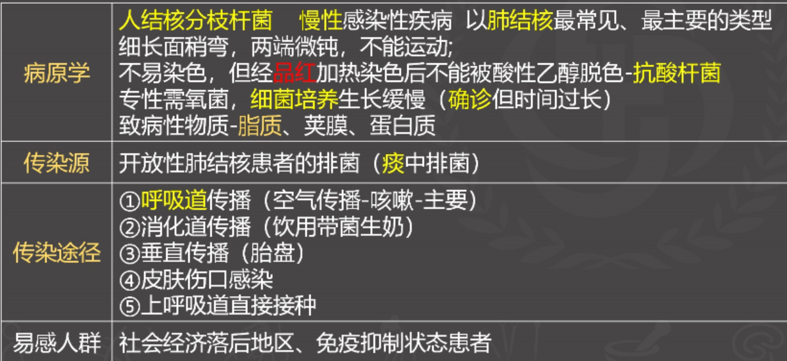 病原学
人结核分枝杆菌 慢性感染性疾病 以肺结核最常见、最主要的类型
细长面稍弯，两端微钝，不能运动;
不易染色，但经品红加热染色后不能被酸性乙醇脱色-抗酸杆菌
专性需氧菌，细菌培养生长缓慢（确诊但时间过长）
致病性物质-脂质、荚膜、蛋白质
传染源
开放性肺结核患者的排菌（痰中排菌）
传染途径
①呼吸道传播（空气传播-咳嗽-主要）
②消化道传播（饮用带菌生奶）
③垂直传播（胎盘）
④皮肤伤口感染
⑤上呼吸道直接接种
易感人群
社会经济落后地区、免疫抑制状态患者